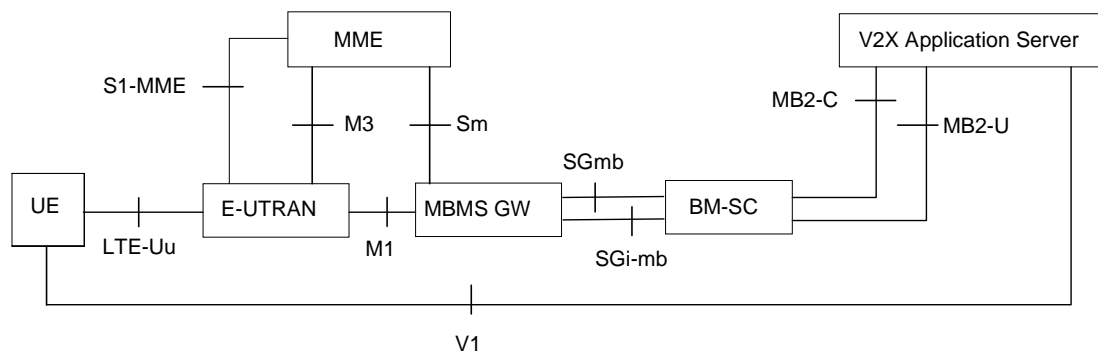 MME
V2X Application Server
S1-MME
MB2-C
M3
Sm
MB2-U
SGmb
UE
E-UTRAN
MBMS GW
BM-SC
LTE-Uu
M1
SGi-mb
V1